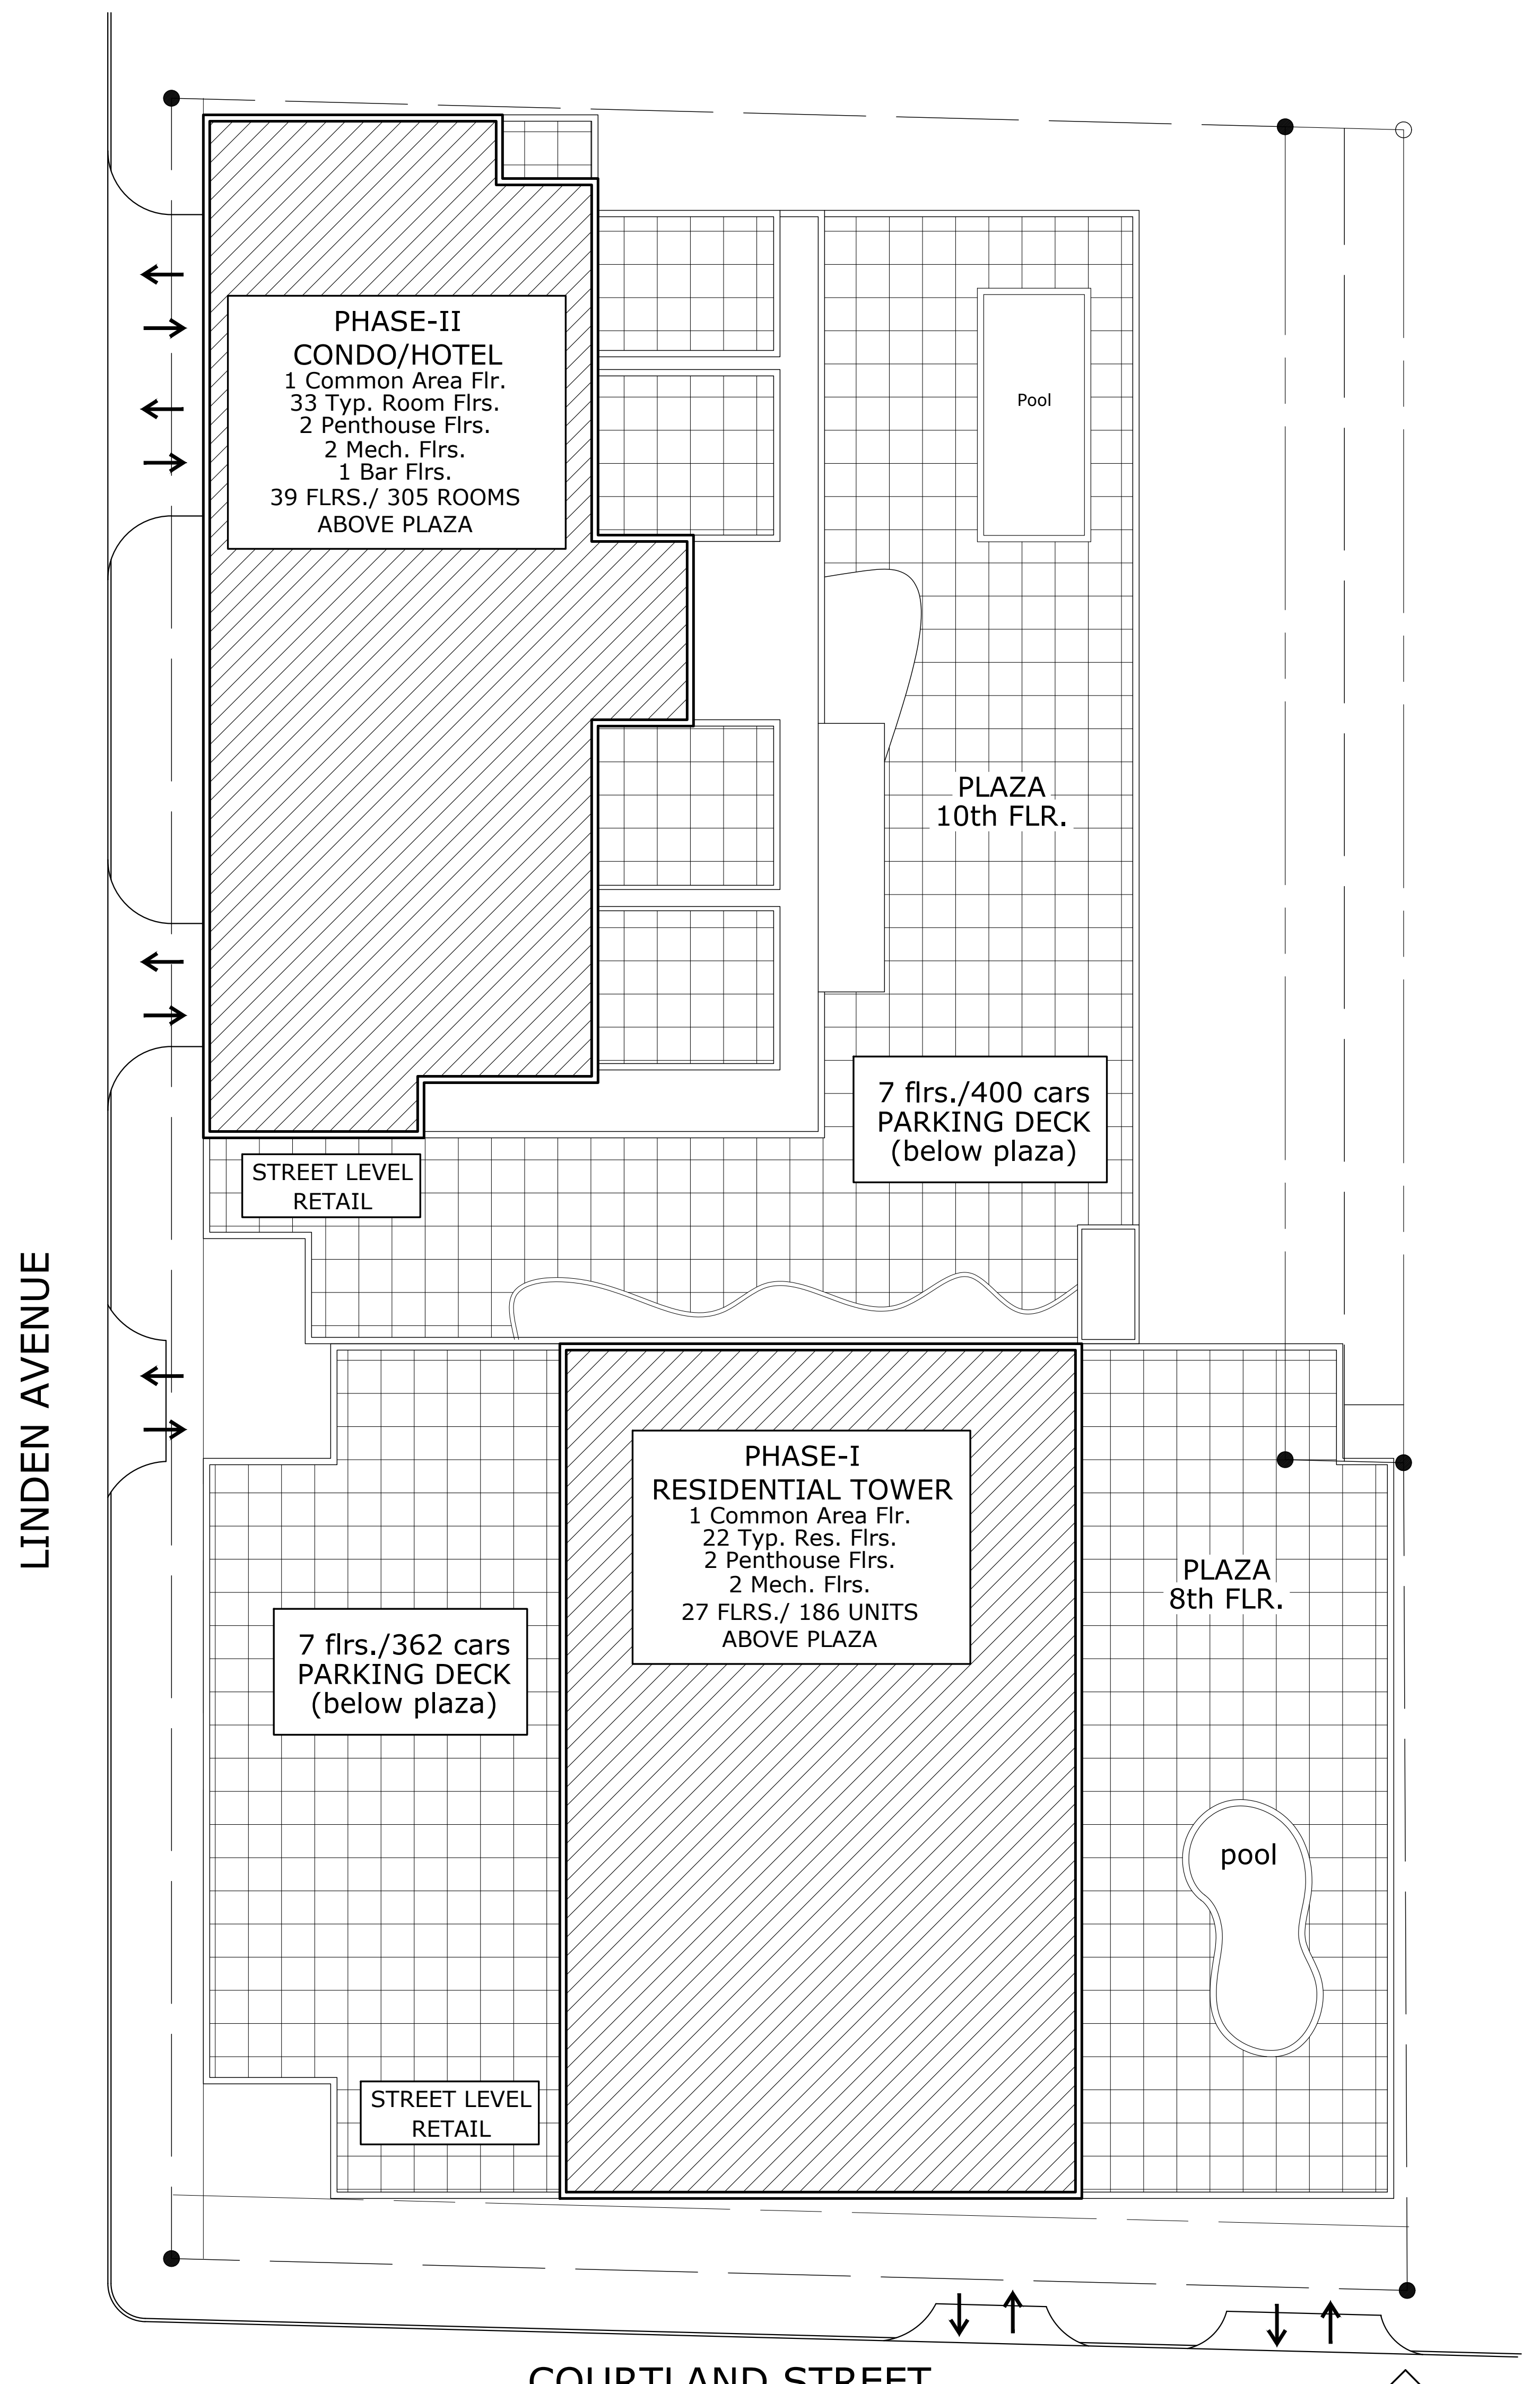 PHASE-II
CONDO/HOTEL
1 Common Area Flr.
33 Typ. Room Flrs.
2 Penthouse Flrs.
2 Mech. Flrs.
1 Bar Flrs.
39 FLRS./ 305 ROOMS
ABOVE PLAZA
Pool
PLAZA
10th FLR.
7 flrs./400 cars
PARKING DECK
(below plaza)
STREET LEVEL
RETAIL
LINDEN AVENUE
PHASE-I
RESIDENTIAL TOWER
1 Common Area Flr.
22 Typ. Res. Flrs.
2 Penthouse Flrs.
2 Mech. Flrs.
27 FLRS./ 186 UNITS
ABOVE PLAZA
PLAZA
8th FLR.
7 flrs./362 cars
PARKING DECK
(below plaza)
pool
STREET LEVEL
RETAIL
COURTLAND STREET